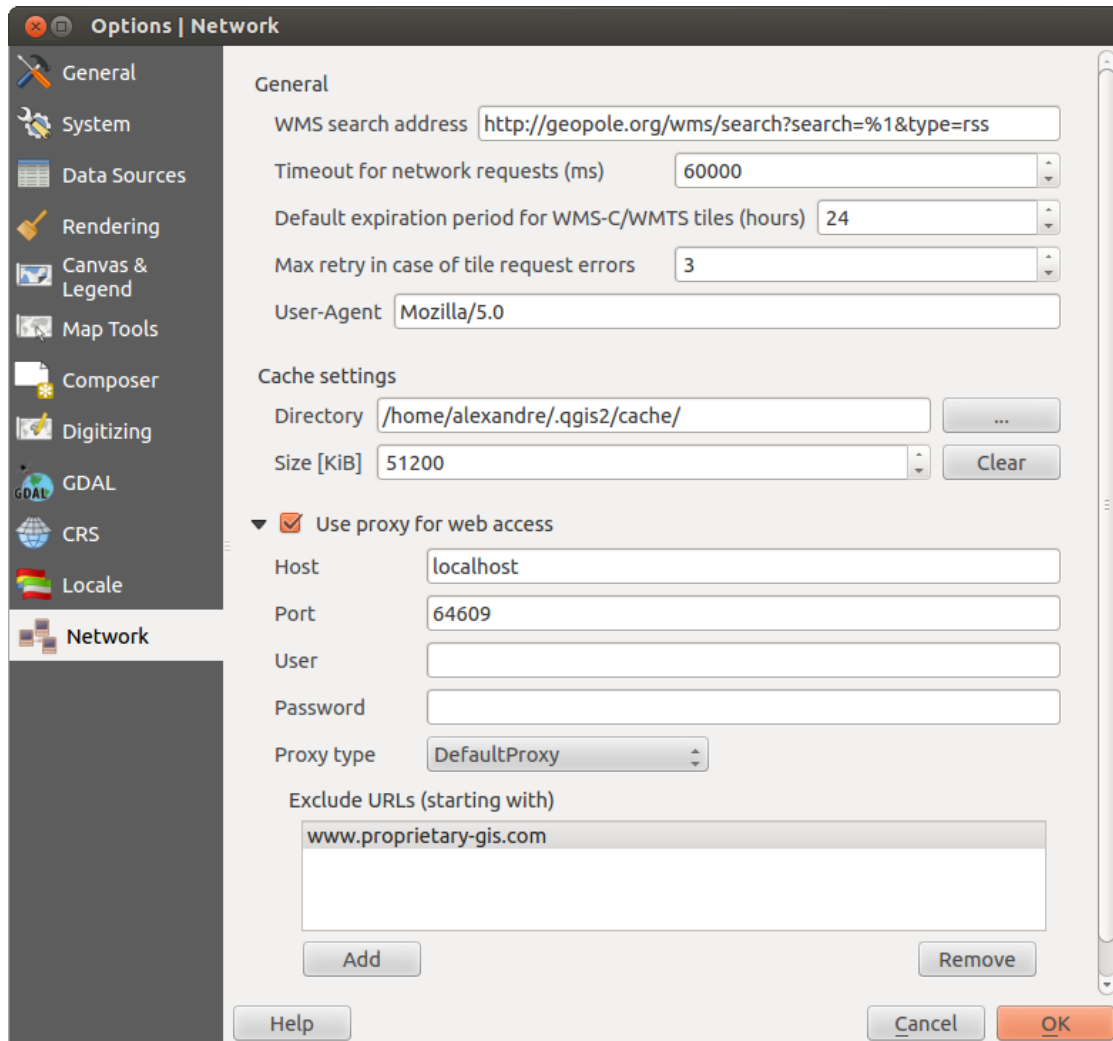 Options | Network
General
System
Data Sources
Rendering
Canvas &
Legend
Map Tools
Composer
Digitizing
GDAL
GDAL
CRS
Locale
Network
General
WMS search address http://geopole.org/wms/search?search=%1&type=rss
Timeout for network requests (ms) 60000
Default expiration period for WMS-C/WMTS tiles (hours) 24
Max retry in case of tile request errors 3
User-Agent Mozilla/5.0
Cache settings
Directory /home/alexandre/.qgis2/cache/ ...
Size [KiB] 51200 Clear
Use proxy for web access
Host localhost
Port 64609
User
Password
Proxy type DefaultProxy
Exclude URLs (starting with)
www.proprietary-gis.com
Add Remove
Help Cancel OK